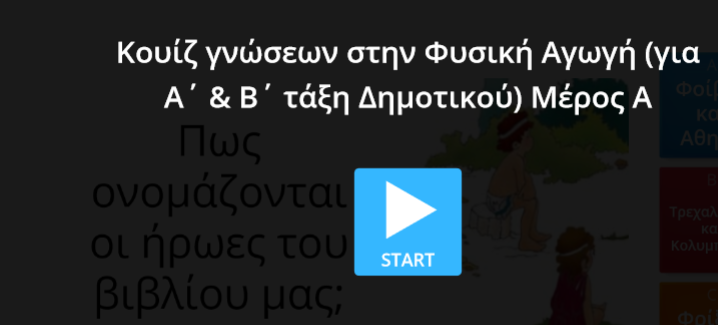 Κουίζ γνώσεων στην Φυσική Αγωγή (για
Α΄ & Β΄ τάξη Δημοτικού) Μέρος Α
Πως
ονομάζονται
οι ήρωες του
βιβλίου μας;
START